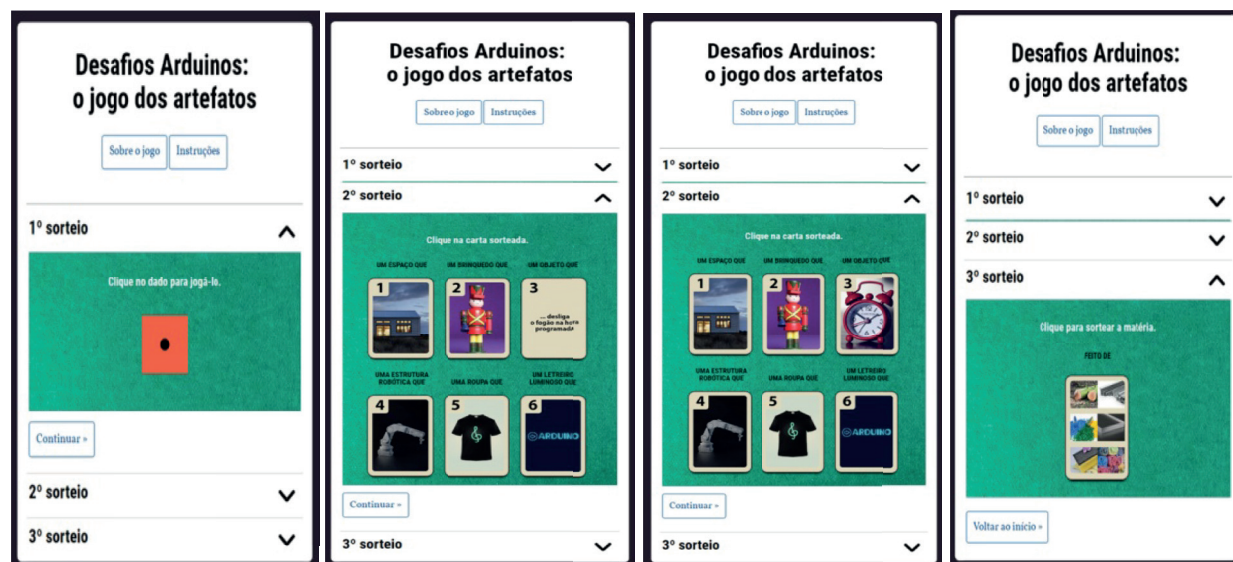 Desafios Arduinos:
o jogo dos artefatos
Sobre o jogo
Instruções
1º sorteio
Clique no dado para jogá-lo.
Continuar »
2º sorteio
3º sorteio
Desafios Arduinos:
o jogo dos artefatos
Sobre o jogo
Instruções
1º sorteio
2º sorteio
Clique na carta sorteada.
UM ESPAÇO QUE
UM BRINQUEDO QUE
UM OBJETO QUE
1
2
3
... desliga
o fogão na hora
programada
UMA ESTRUTURA
ROBÓTICA QUE
UMA ROUPA QUE
UM LETREIRO
LUMINOSO QUE
4
5
6
ARDUINO
Continuar »
3º sorteio
Desafios Arduinos:
o jogo dos artefatos
Sobre o jogo
Instruções
1º sorteio
2º sorteio
Clique na carta sorteada.
UM ESPAÇO QUE
UM BRINQUEDO QUE
UM OBJETO QUE
1
2
3
UMA ESTRUTURA
ROBÓTICA QUE
UMA ROUPA QUE
UM LETREIRO
LUMINOSO QUE
4
5
6
ARDUINO
Continuar »
3º sorteio
Desafios Arduinos:
o jogo dos artefatos
Sobre o jogo
Instruções
1º sorteio
2º sorteio
3º sorteio
Clique para sortear a matéria.
FEITO DE
Voltar ao início »